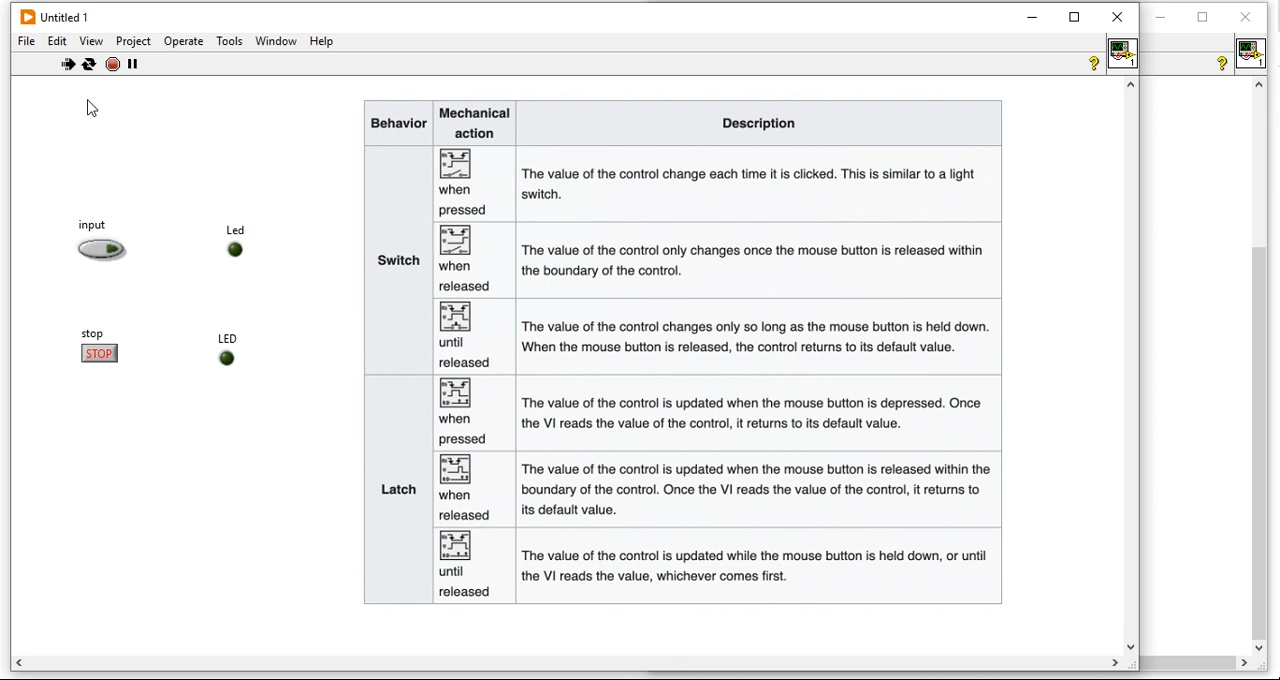 Untitled 1
File Edit View Project Operate Tools Window Help
?
1
?
1
input
Led
stop
STOP
LED
Behavior
Mechanical
action
Description
Switch
when
pressed
The value of the control change each time it is clicked. This is similar to a light
switch.
when
released
The value of the control only changes once the mouse button is released within
the boundary of the control.
until
released
The value of the control changes only so long as the mouse button is held down.
When the mouse button is released, the control returns to its default value.
Latch
when
pressed
The value of the control is updated when the mouse button is depressed. Once
the VI reads the value of the control, it returns to its default value.
when
released
The value of the control is updated when the mouse button is released within the
boundary of the control. Once the VI reads the value of the control, it returns to
its default value.
until
released
The value of the control is updated while the mouse button is held down, or until
the VI reads the value, whichever comes first.